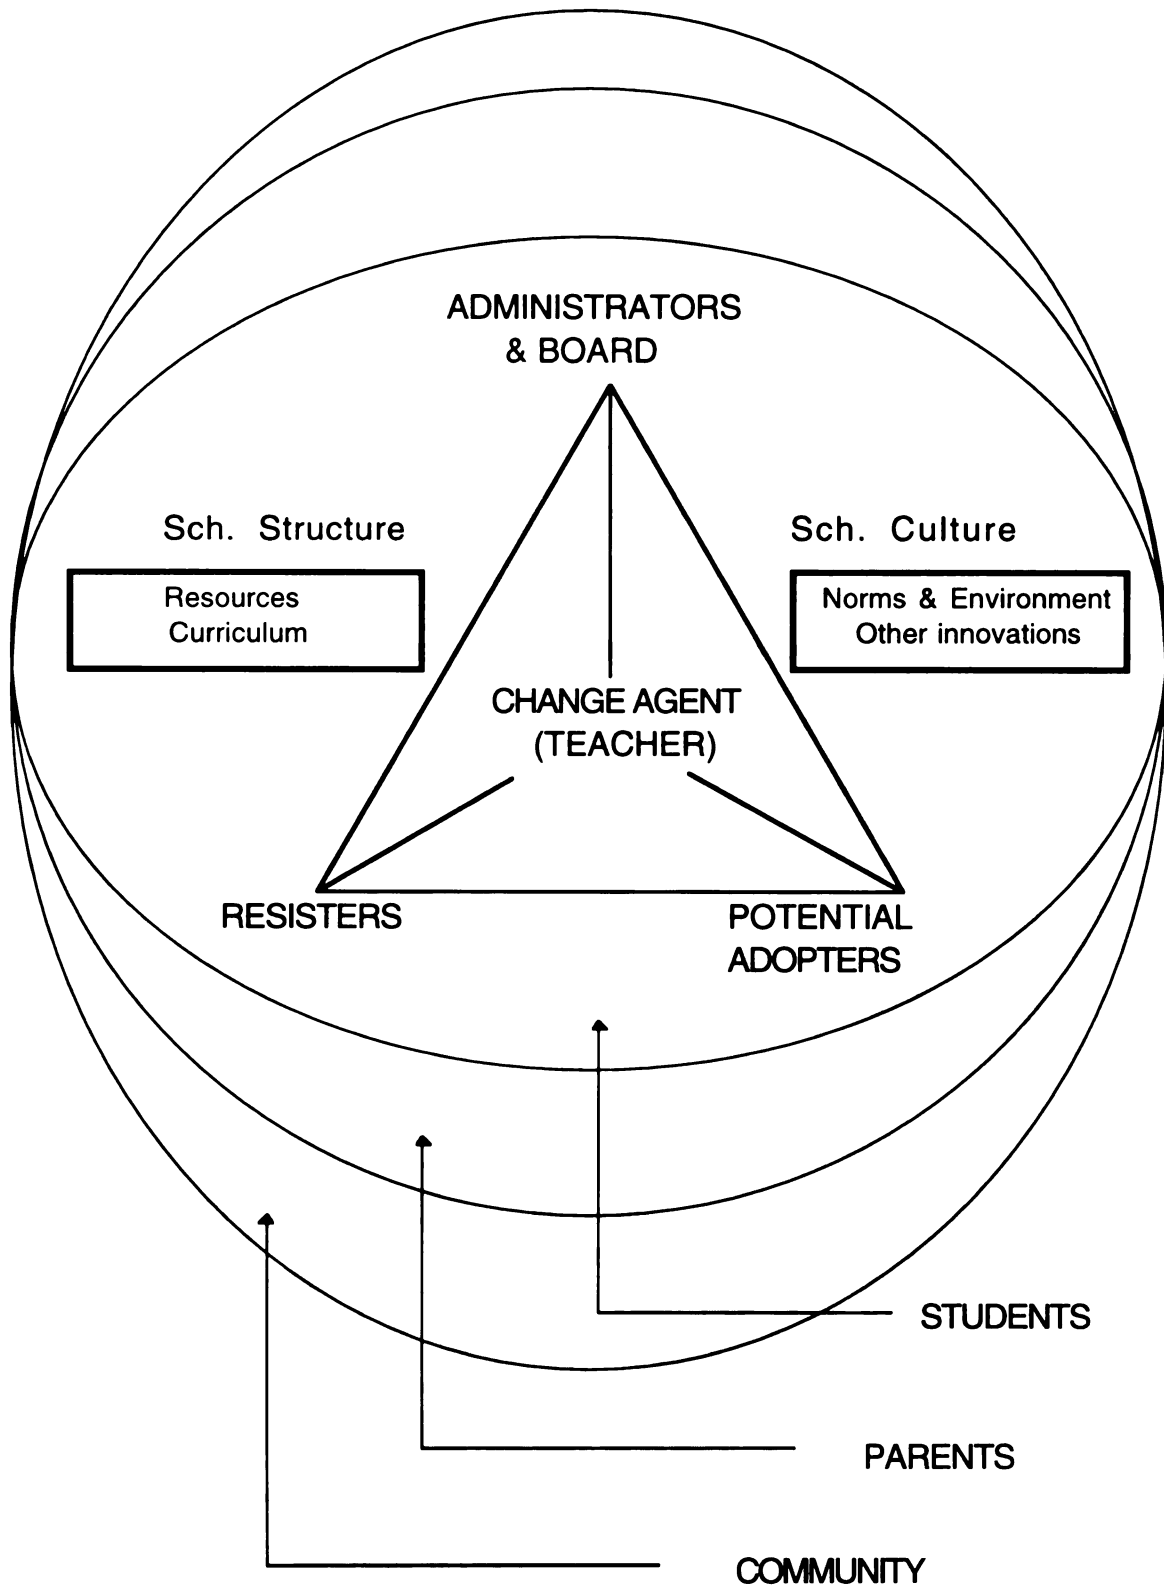 ADMINISTRATORS
& BOARD
Sch. Structure
Resources
Curriculum
Sch. Culture
Norms & Environment
Other innovations
CHANGE AGENT
(TEACHER)
RESISTERS
POTENTIAL
ADOPTERS
STUDENTS
PARENTS
COMMUNITY